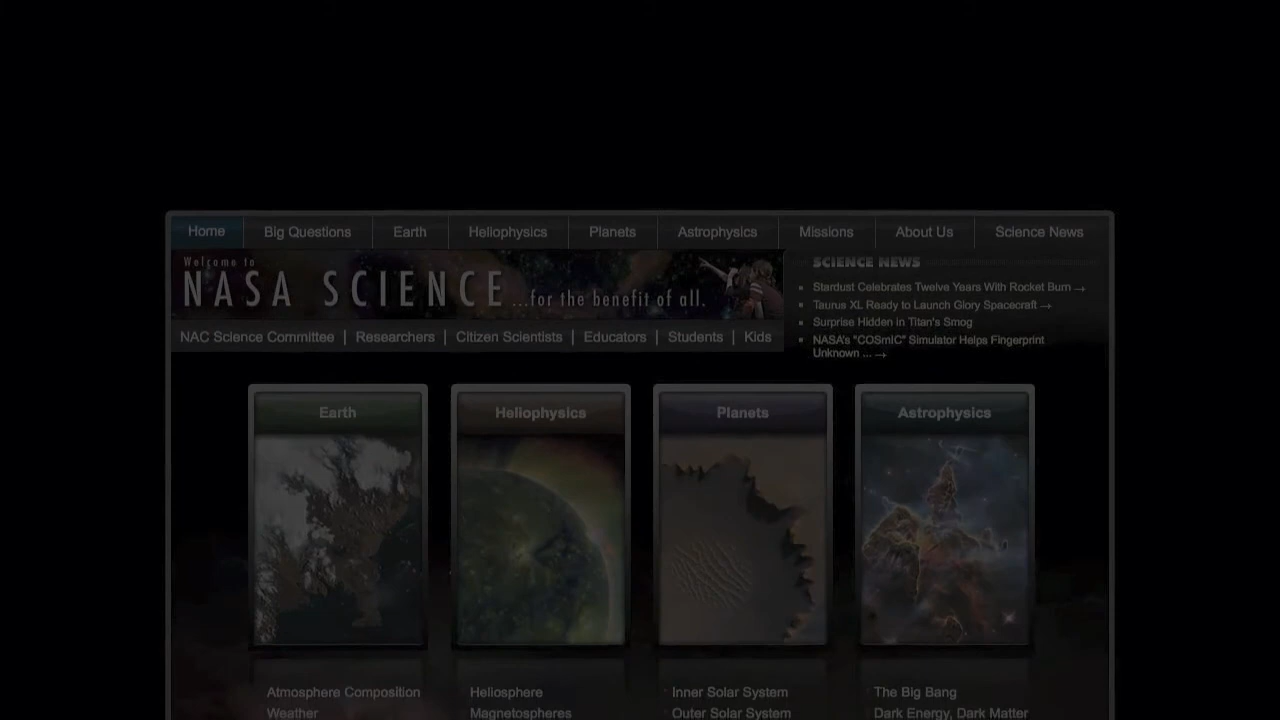 Home Big Questions Earth Heliophysics Planets Astrophysics Missions About Us Science News
Welcome to
NASA SCIENCE ...for the benefit of all.
NAC Science Committee | Researchers | Citizen Scientists | Educators | Students | Kids
SCIENCE NEWS
Stardust Celebrates Twelve Years With Rocket Burn →
Taurus XL Ready to Launch Glory Spacecraft →
Surprise Hidden in Titan's Smog
NASA's "COSmIC" Simulator Helps Fingerprint
Unknown ... →
Earth
Heliophysics
Planets
Astrophysics
Atmosphere Composition
Weather
Heliosphere
Magnetospheres
Inner Solar System
Outer Solar System
The Big Bang
Dark Energy, Dark Matter